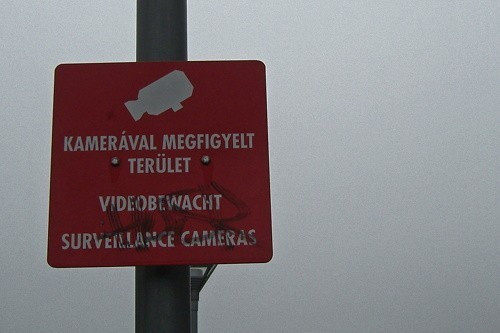 KAMERÁVAL MEGFIGYELT
TERÜLET
VIDEOBEWACHT
SURVEILLANCE CAMERAS